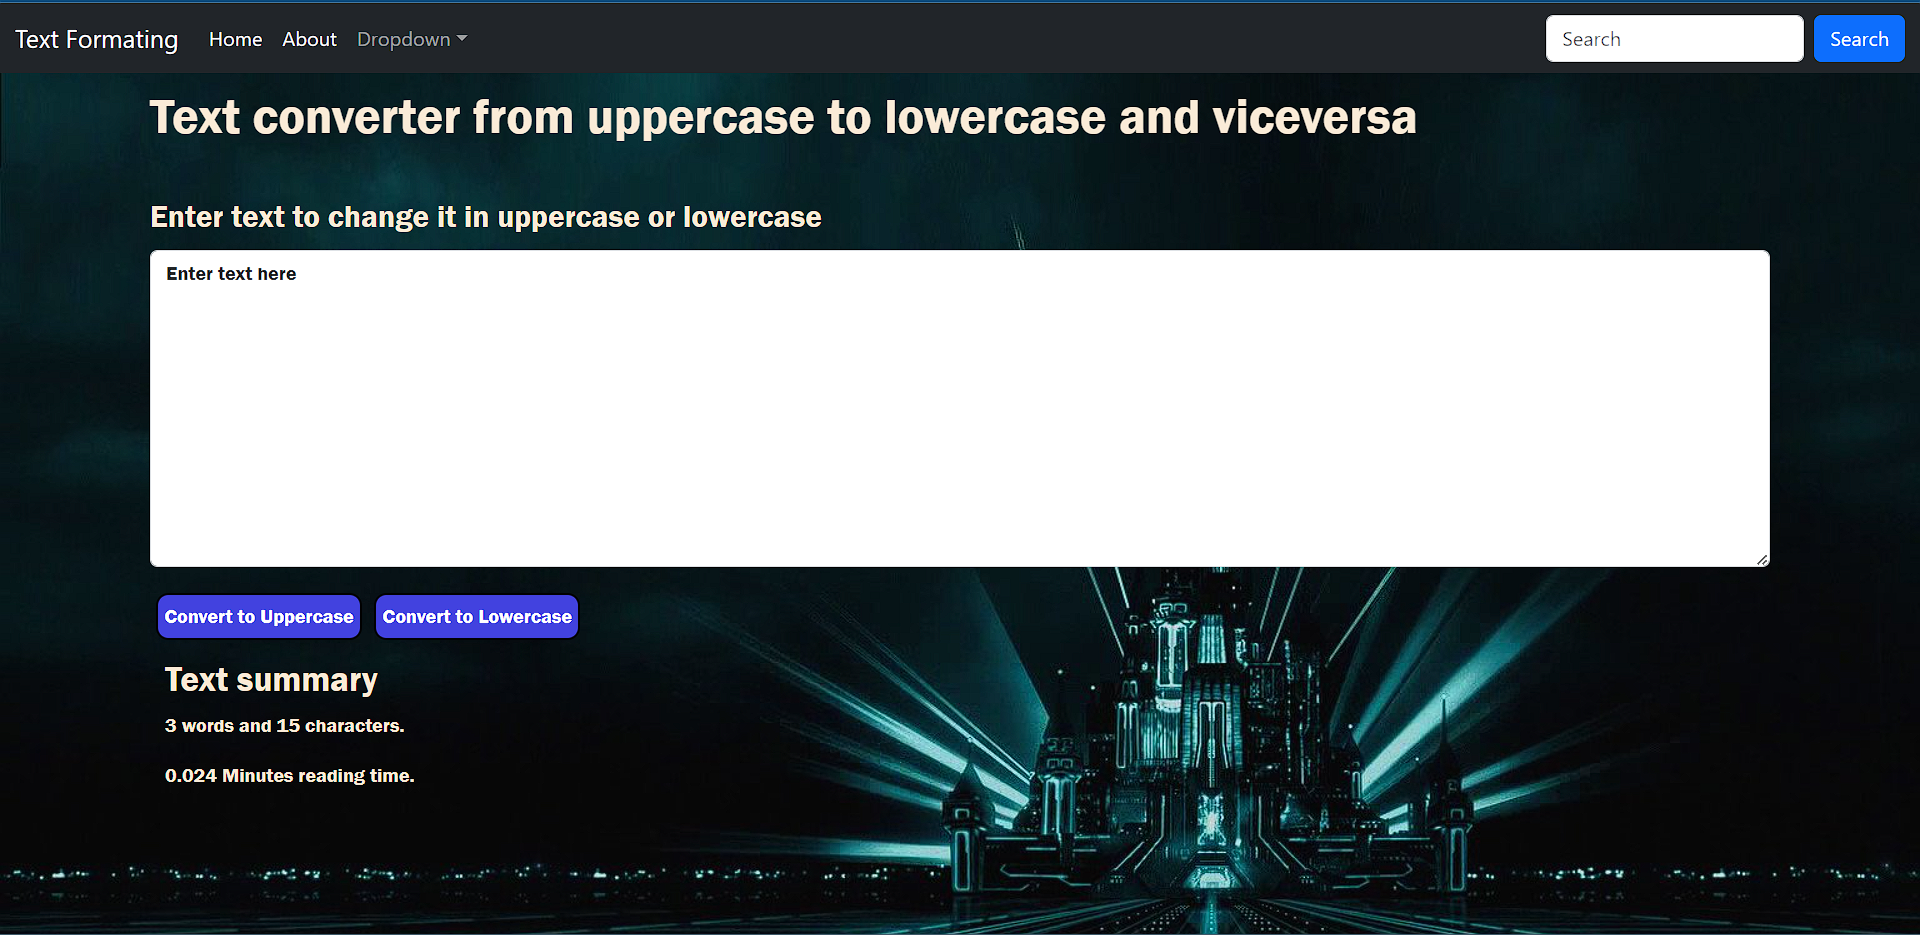 Text Formating Home About Dropdown Search Search
Text converter from uppercase to lowercase and viceversa
Enter text to change it in uppercase or lowercase
Enter text here
Convert to Uppercase Convert to Lowercase
Text summary
3 words and 15 characters.
0.024 Minutes reading time.